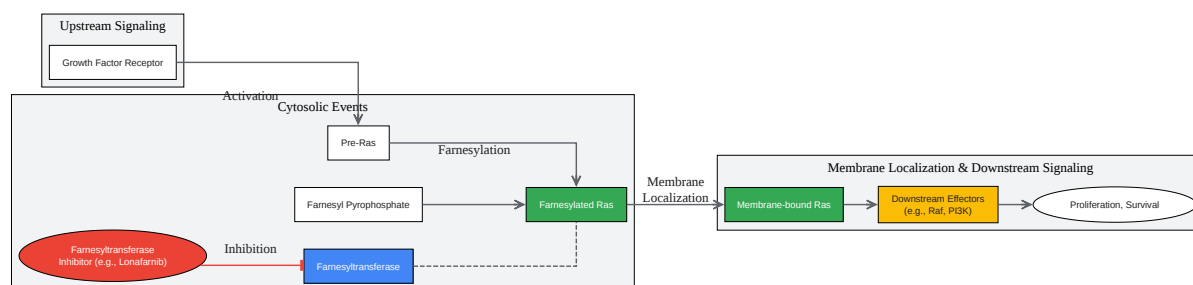 Upstream Signaling
Growth Factor Receptor
Activation
Cytosolic Events
Pre-Ras
Farnesylation
Farnesyl Pyrophosphate
Farnesylated Ras
Farnesyltransferase
Inhibitor (e.g., Lonafarnib)
Inhibition
Farnesyltransferase
Membrane
Localization
Membrane Localization & Downstream Signaling
Membrane-bound Ras
Downstream Effectors
(e.g., Raf, PI3K)
Proliferation, Survival